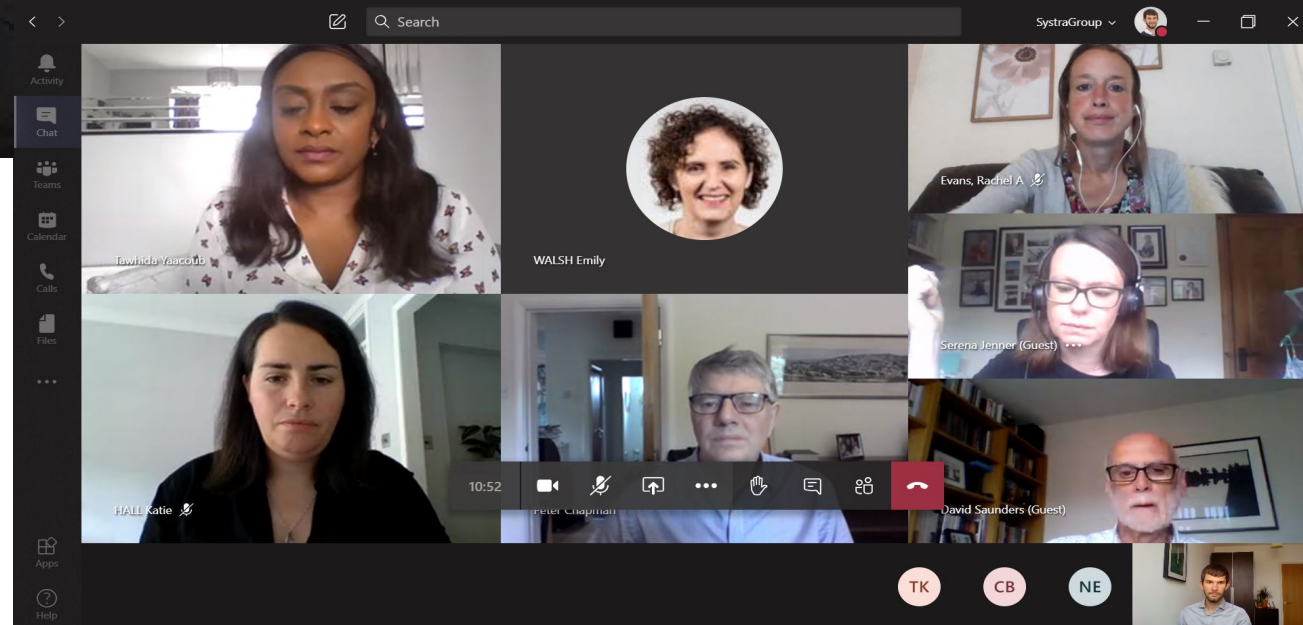 Search
SystraGroup
Activity
Chat
Teams
Calendar
Calls
Files
Apps
Help
Tawhida Yaacoub
WALSH Emily
Evans, Rachel A
Serena Jenner (Guest)
HALL Katie
10:52
Peter Chapman
David Saunders (Guest)
TK
CB
NE